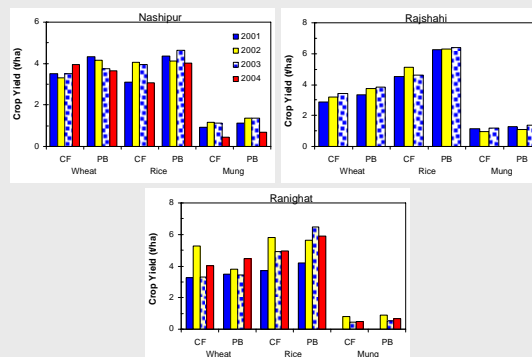 Nashipur
Crop Yield (t/ha)
6
4
2
0
2001
2002
2003
2004
CF PB CF PB CF PB
Wheat Rice Mung
Rajshahi
Crop Yield (t/ha)
8
6
4
2
0
CF PB CF PB CF PB
Wheat Rice Mung
Ranighat
Crop Yield (t/ha)
8
6
4
2
0
CF PB CF PB CF PB
Wheat Rice Mung